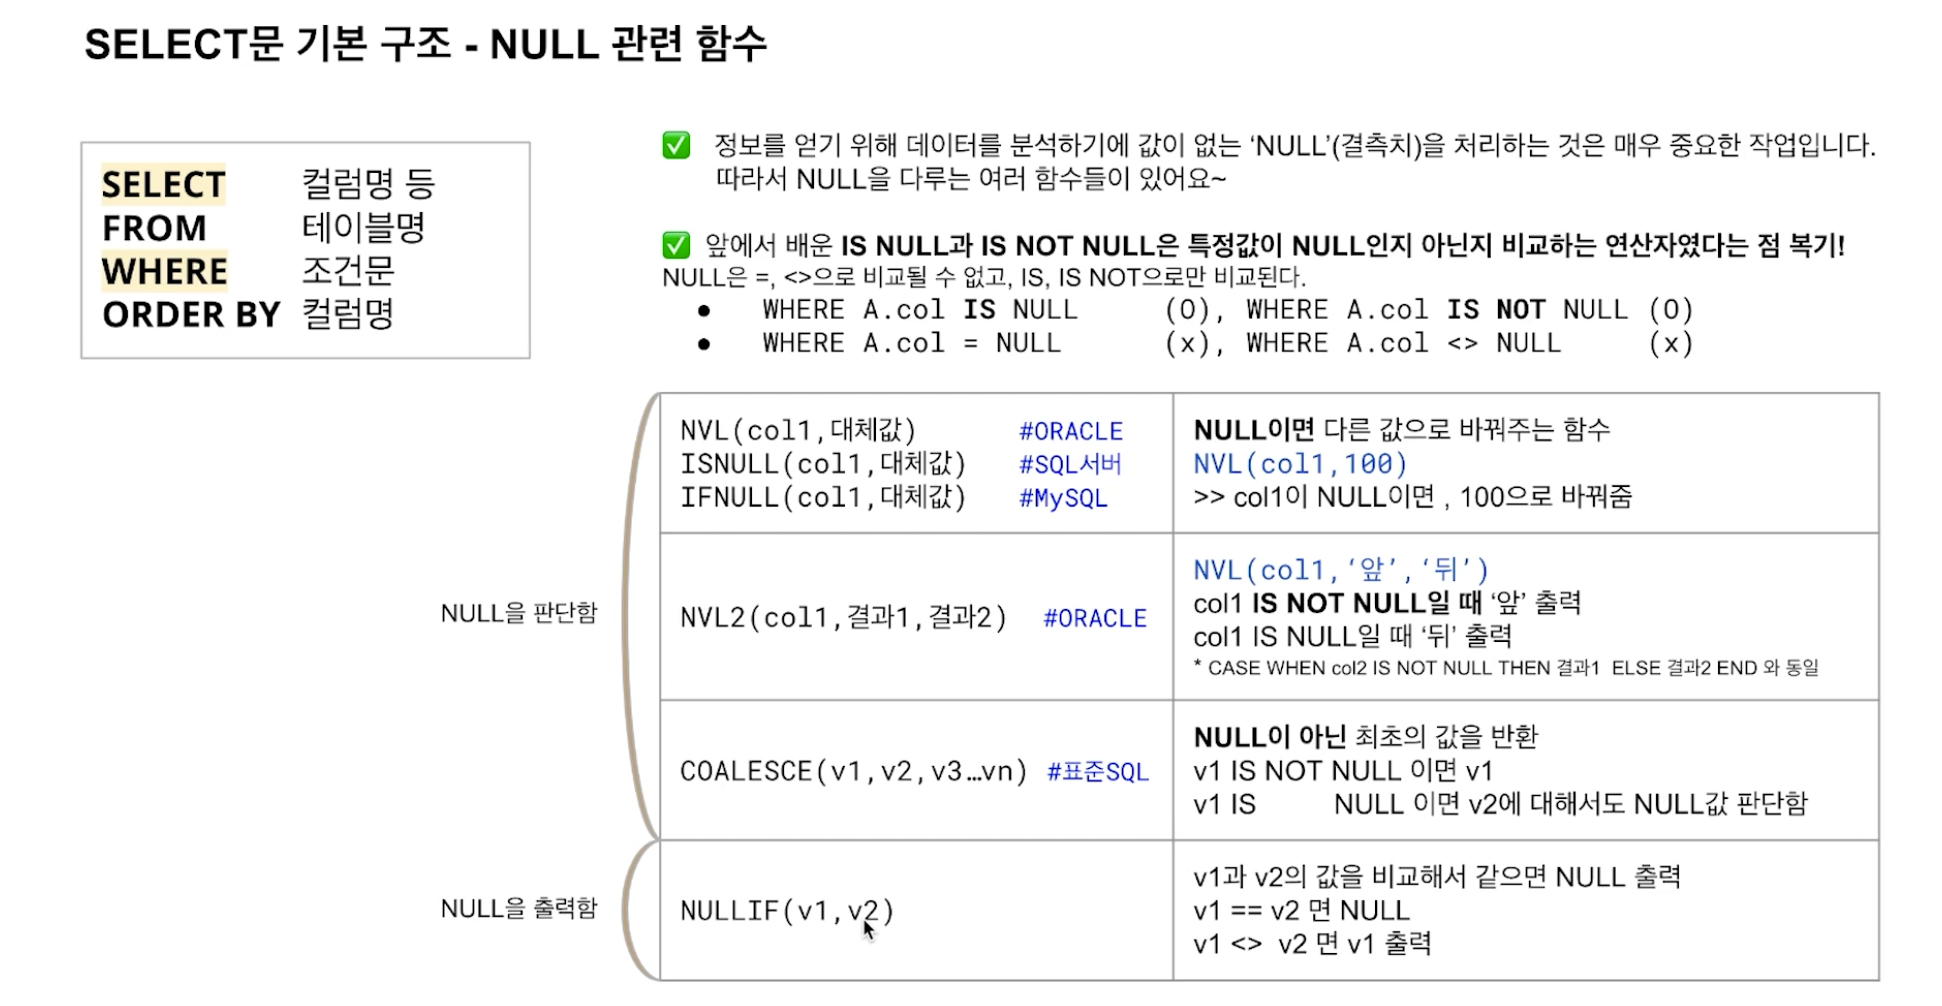 SELECT문 기본 구조 - NULL 관련 함수
SELECT 컬럼명 등
FROM 테이블명
WHERE 조건문
ORDER BY 컬럼명
✅ 정보를 얻기 위해 데이터를 분석하기에 값이 없는 ‘NULL’(결측치)을 처리하는 것은 매우 중요한 작업입니다.
따라서 NULL을 다루는 여러 함수들이 있어요~
✅ 앞에서 배운 IS NULL과 IS NOT NULL은 특정값이 NULL인지 아닌지 비교하는 연산자였다는 점 복기!
NULL은 =, <>으로 비교될 수 없고, IS, IS NOT으로만 비교된다.
● WHERE A.col IS NULL (O), WHERE A.col IS NOT NULL (O)
● WHERE A.col = NULL (x), WHERE A.col <> NULL (x)
NULL을 판단함
NVL(col1,대체값) #ORACLE
ISNULL(col1,대체값) #SQL서버
IFNULL(col1,대체값) #MySQL
NULL이면 다른 값으로 바꿔주는 함수
NVL(col1,100)
>> col1이 NULL이면 , 100으로 바꿔줌
NVL2(col1,결과1,결과2) #ORACLE
NVL(col1,‘앞’,‘뒤’)
col1 IS NOT NULL일 때 ‘앞’ 출력
col1 IS NULL일 때 ‘뒤’ 출력
* CASE WHEN col2 IS NOT NULL THEN 결과1 ELSE 결과2 END 와 동일
COALESCE(v1,v2,v3…vn) #표준SQL
NULL이 아닌 최초의 값을 반환
v1 IS NOT NULL 이면 v1
v1 IS NULL 이면 v2에 대해서도 NULL값 판단함
NULL을 출력함
NULLIF(v1,v2)
v1과 v2의 값을 비교해서 같으면 NULL 출력
v1 == v2 면 NULL
v1 <> v2 면 v1 출력